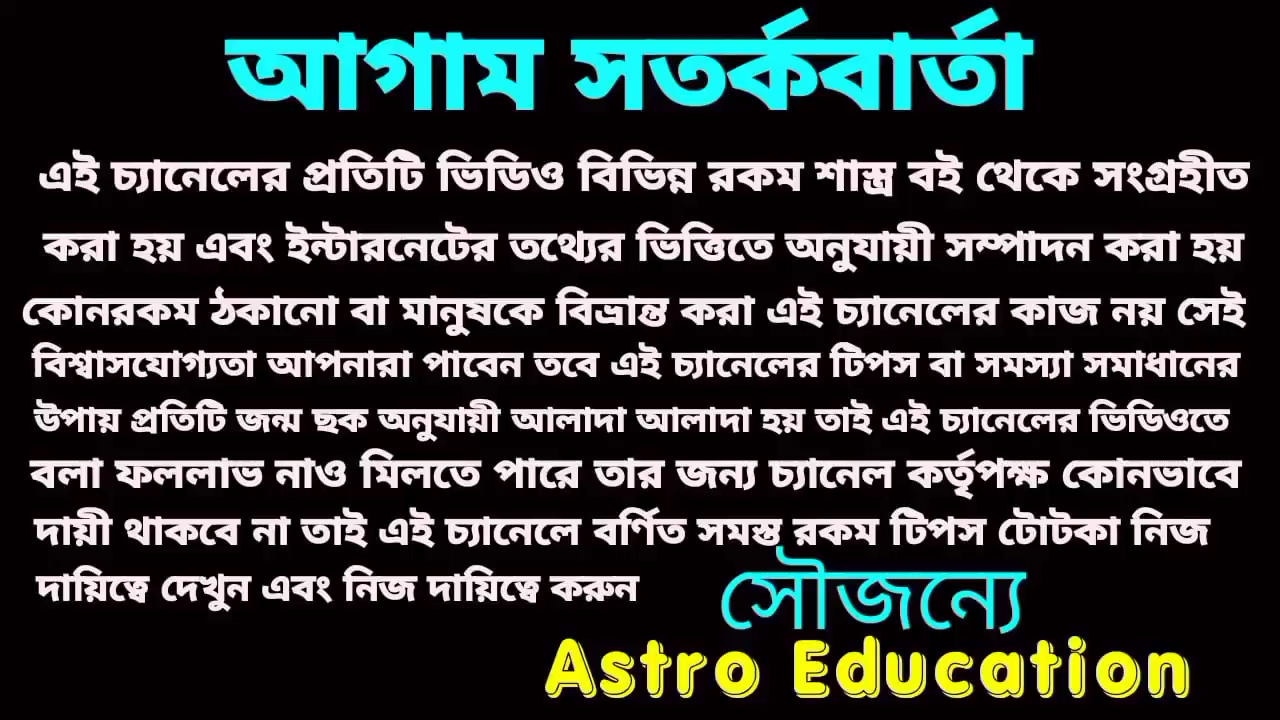 আগাম সতর্কবার্তা
এই চ্যানেলের প্রতিটি ভিডিও বিভিন্ন রকম শাস্ত্র বই থেকে সংগ্রহীত
করা হয় এবং ইন্টারনেটের তথ্যের ভিত্তিতে অনুযায়ী সম্পাদন করা হয়
কোনরকম ঠকানো বা মানুষকে বিভ্রান্ত করা এই চ্যানেলের কাজ নয় সেই
বিশ্বাসযোগ্যতা আপনারা পাবেন তবে এই চ্যানেলের টিপস বা সমস্যা সমাধানের
উপায় প্রতিটি জন্ম ছক অনুযায়ী আলাদা আলাদা হয় তাই এই চ্যানেলের ভিডিওতে
বলা ফললাভ নাও মিলতে পারে তার জন্য চ্যানেল কর্তৃপক্ষ কোনভাবে
দায়ী থাকবে না তাই এই চ্যানেলে বর্ণিত সমস্ত রকম টিপস টোটকা নিজ
দায়িত্বে দেখুন এবং নিজ দায়িত্বে করুন
সৌজন্যে
Astro Education